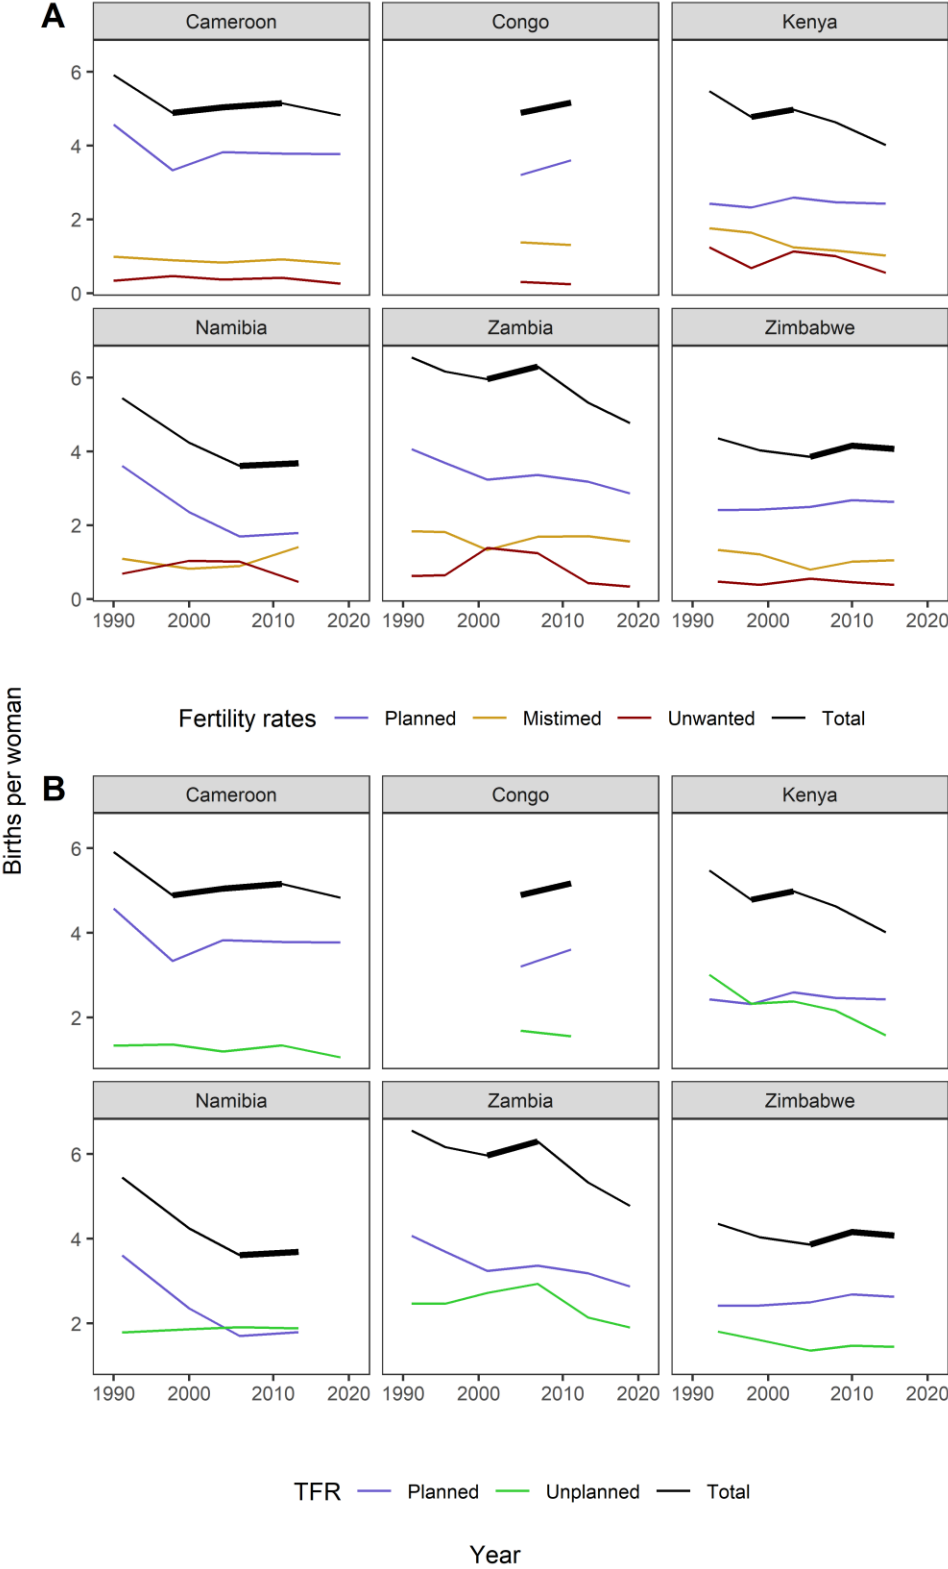 A
Cameroon Congo Kenya
6
4
2
0
Namibia Zambia Zimbabwe
6
4
2
0
1990 2000 2010 2020 1990 2000 2010 2020 1990 2000 2010 2020
Fertility rates Planned Mistimed Unwanted Total
Births per woman
B
Cameroon Congo Kenya
6
4
2
Namibia Zambia Zimbabwe
6
4
2
1990 2000 2010 2020 1990 2000 2010 2020 1990 2000 2010 2020
TFR Planned Unplanned Total
Year